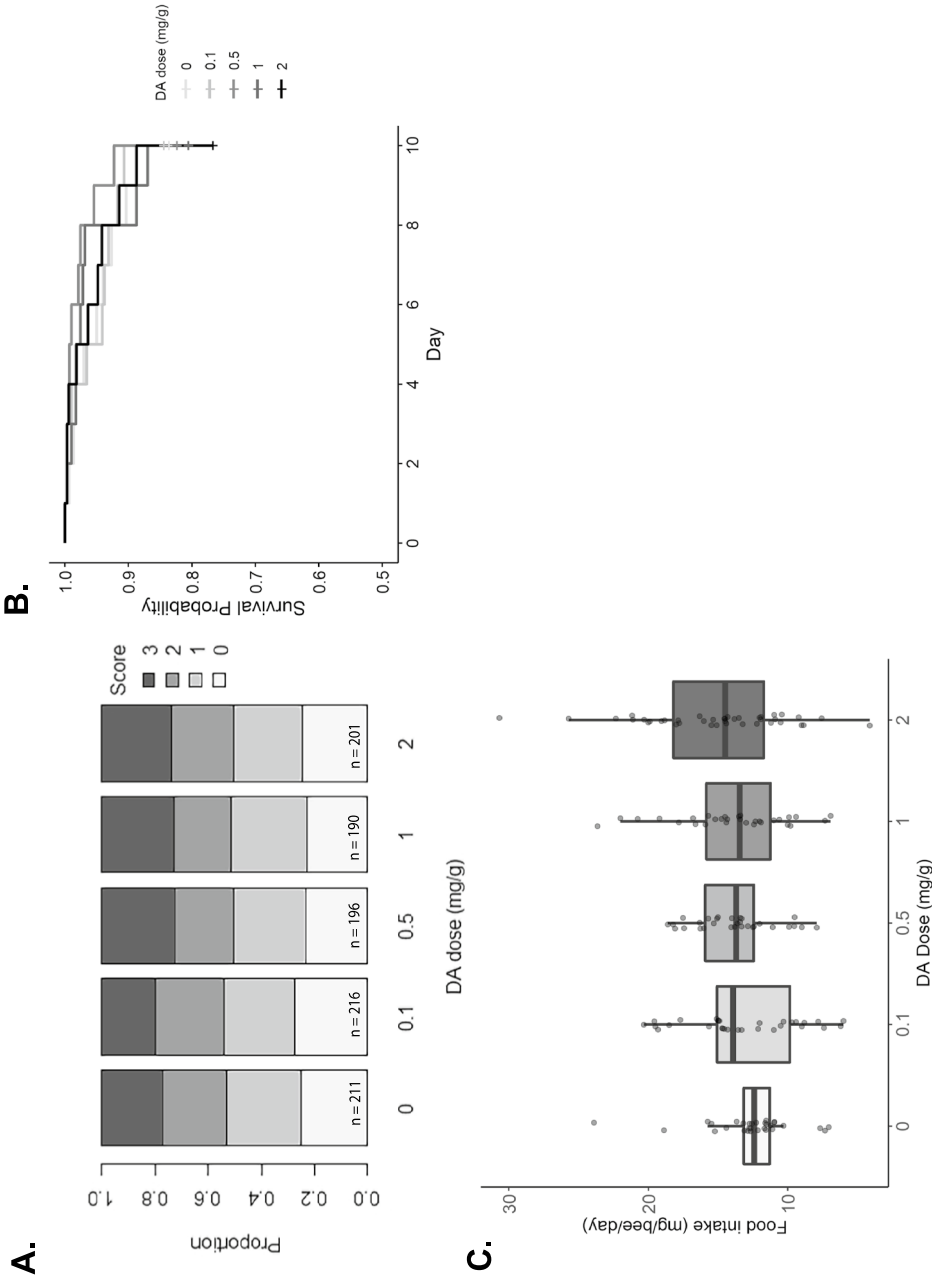 A.
Proportion
1.0
0.8
0.6
0.4
0.2
0.0
n = 211
n = 216
n = 196
n = 190
n = 201
0
0.1
0.5
1
2
DA dose (mg/g)
Score
3
2
1
0
B.
Survival Probability
1.0
0.9
0.8
0.7
0.6
0.5
0
2
4
6
8
10
Day
DA dose (mg/g)
0
0.1
0.5
1
2
C.
Food intake (mg/bee/day)
30
20
10
0
0.1
0.5
1
2
DA Dose (mg/g)